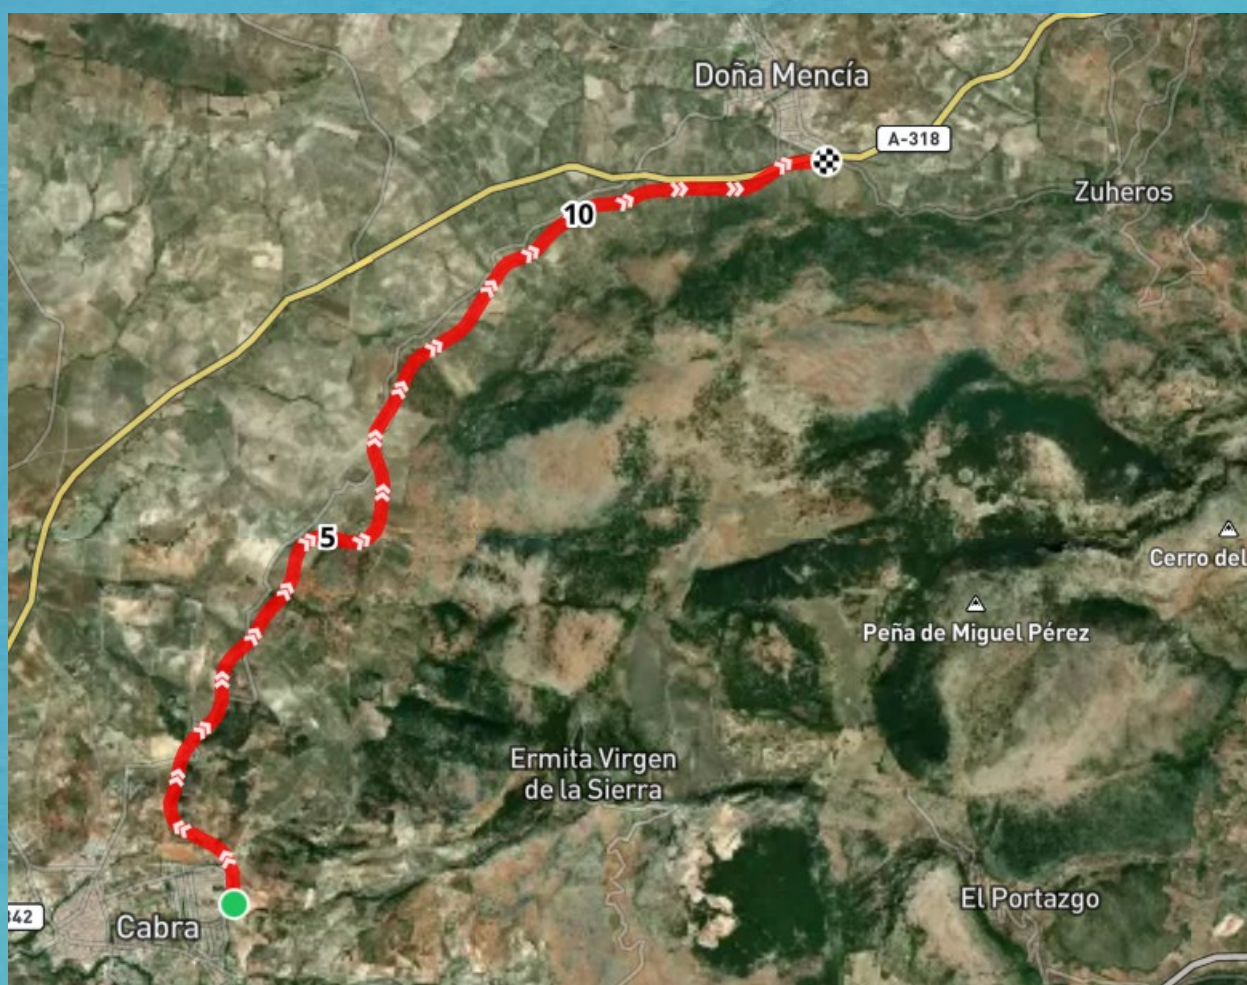 Doña Mencía
A-318
Zuheros
10
5
Cerro del
Peña de Miguel Pérez
Ermita Virgen
de la Sierra
El Portazgo
342
Cabra